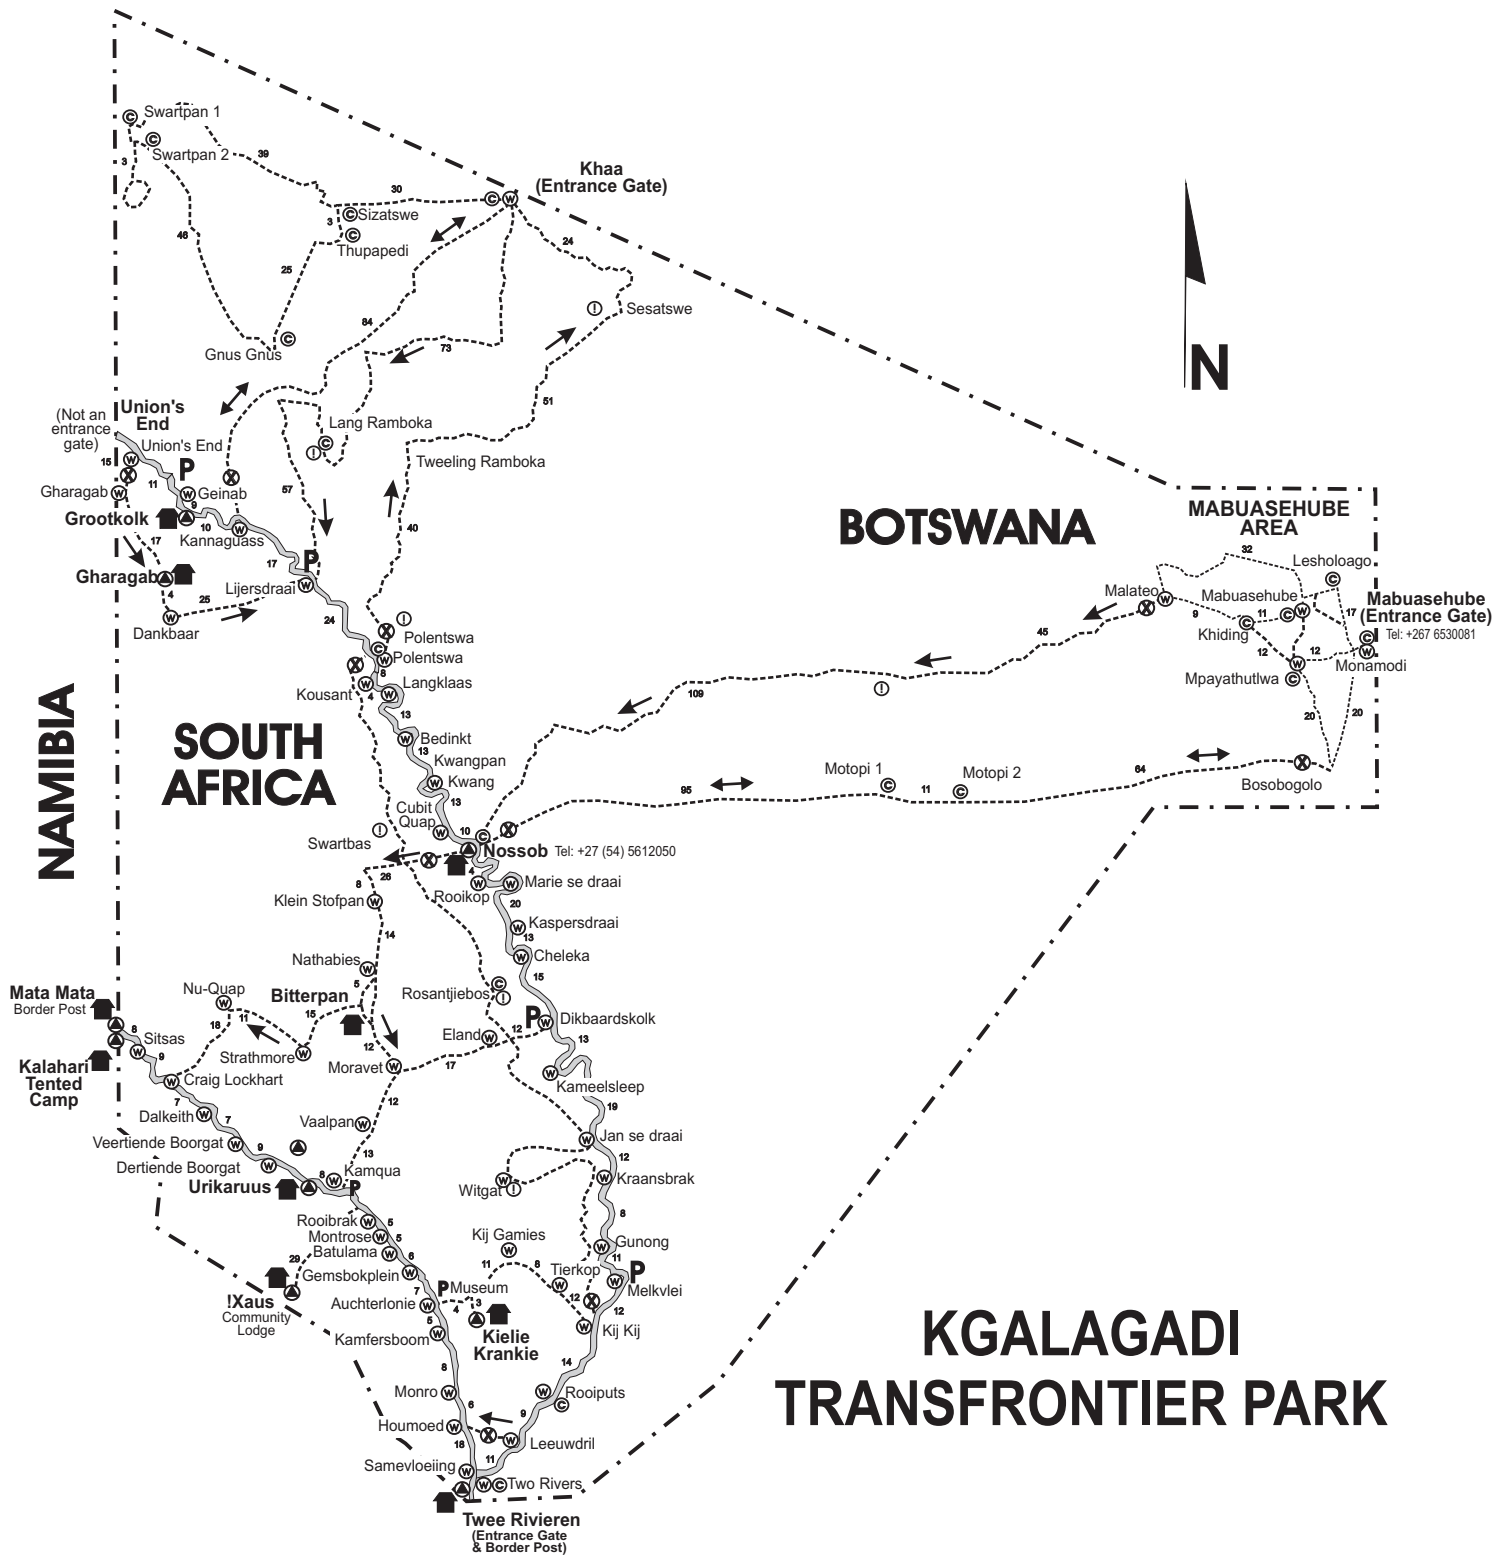 Swartpan 1
Swartpan 2
3
39
46
30
Khaa
(Entrance Gate)
3
Sizatswe
Thupapedi
25
24
Gnus Gnus
84
73
Sesatswe
51
N
(Not an
entrance
gate)
Union's
End
Union's End
P
15
11
Gharagab
Geinab
9
Grootkolk
10
Kannaguass
17
Gharagab
4
25
Dankbaar
17
P
Lijersdraai
Lang Ramboka
57
Tweeling Ramboka
40
24
Polentswa
Polentswa
8
Kousant
4
Langklaas
13
Bedinkt
13
Kwangpan
Kwang
13
Cubit
Quap
10
Swartbas
Nossob
Tel: +27 (54) 5612050
BOTSWANA
MABUASEHUBE
AREA
32
Lesholoago
Malateo
Mabuasehube
Mabuasehube
(Entrance Gate)
Tel: +267 6530081
9
11
17
Khiding
12
12
Monamodi
Mpayathutlwa
20
20
45
109
Motopi 1
Motopi 2
95
11
64
Bosobogolo
NAMIBIA
SOUTH
AFRICA
26
8
Klein Stofpan
4
Rooikop
Marie se draai
20
14
Kaspersdraai
13
Cheleka
Nathabies
5
15
Rosantjiebos
Mata Mata
Border Post
Nu-Quap
Bitterpan
15
11
18
P
Dikbaardskolk
12
Eland
13
8
Sitsas
9
Strathmore
12
Moravet
17
Kalahari
Tented
Camp
Craig Lockhart
Kameelsleep
7
Dalkeith
12
19
7
Vaalpan
Veertiende Boorgat
9
Jan se draai
12
Dertiende Boorgat
13
8
Kamqua
Urikaruus
P
Kraansbrak
Witgat
8
Rooibrak
5
Montrose
5
Batulama
6
29
Gemsbokplein
7
Kij Gamies
11
8
Gunong
11
P
Tierkop
12
Melkvlei
12
P
Museum
!Xaus
Community
Lodge
Auchterlonie
4
3
5
Kielie
Krankie
Kamfersboom
Kij Kij
8
14
Monro
Rooiputs
6
9
Houmoed
18
Leeuwdril
11
Samevloeiing
Two Rivers
Twee Rivieren
(Entrance Gate
& Border Post)
KGALAGADI
TRANSFRONTIER PARK